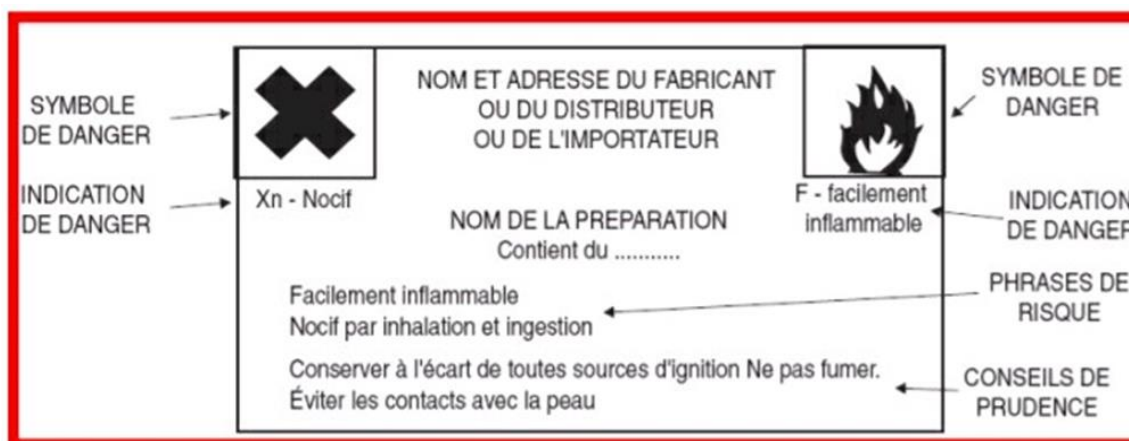 SYMBOLE
DE DANGER
INDICATION
DE DANGER
NOM ET ADRESSE DU FABRICANT
OU DU DISTRIBUTEUR
OU DE L'IMPORTATEUR
Xn - Nocif
F - facilement
inflammable
NOM DE LA PREPARATION
Contient du ...........
Facilement inflammable
Nocif par inhalation et ingestion
Conserver à l'écart de toutes sources d'ignition Ne pas fumer.
Éviter les contacts avec la peau
SYMBOLE DE
DANGER
INDICATION
DE DANGER
PHRASES DE
RISQUE
CONSEILS DE
PRUDENCE